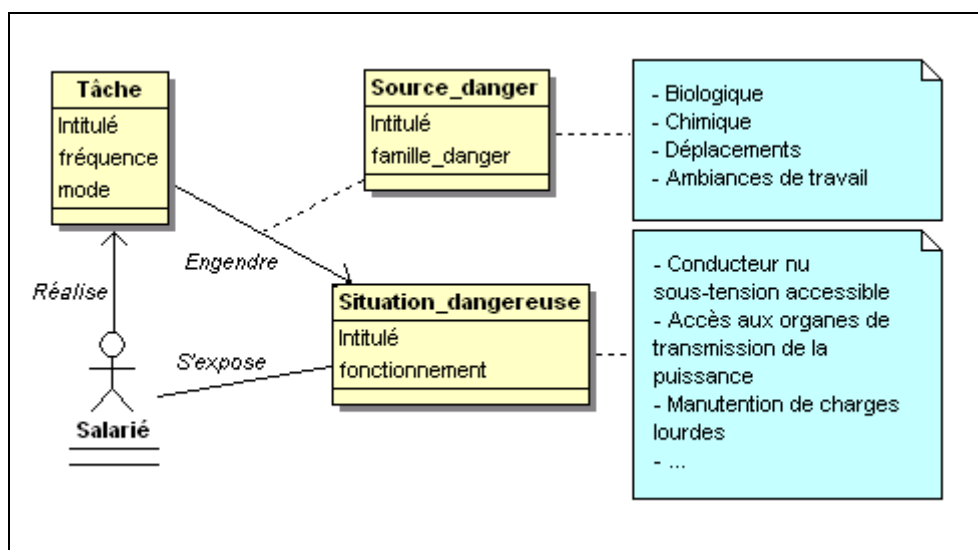 Tâche
Intitulé
fréquence
mode
Source_danger
Intitulé
famille_danger
- Biologique
- Chimique
- Déplacements
- Ambiances de travail
Engendre
Réalise
Situation_dangereuse
Intitulé
fonctionnement
S'expose
Salarié
- Conducteur nu
sous-tension accessible
- Accès aux organes de
transmission de la
puissance
- Manutention de charges
lourdes
- ...